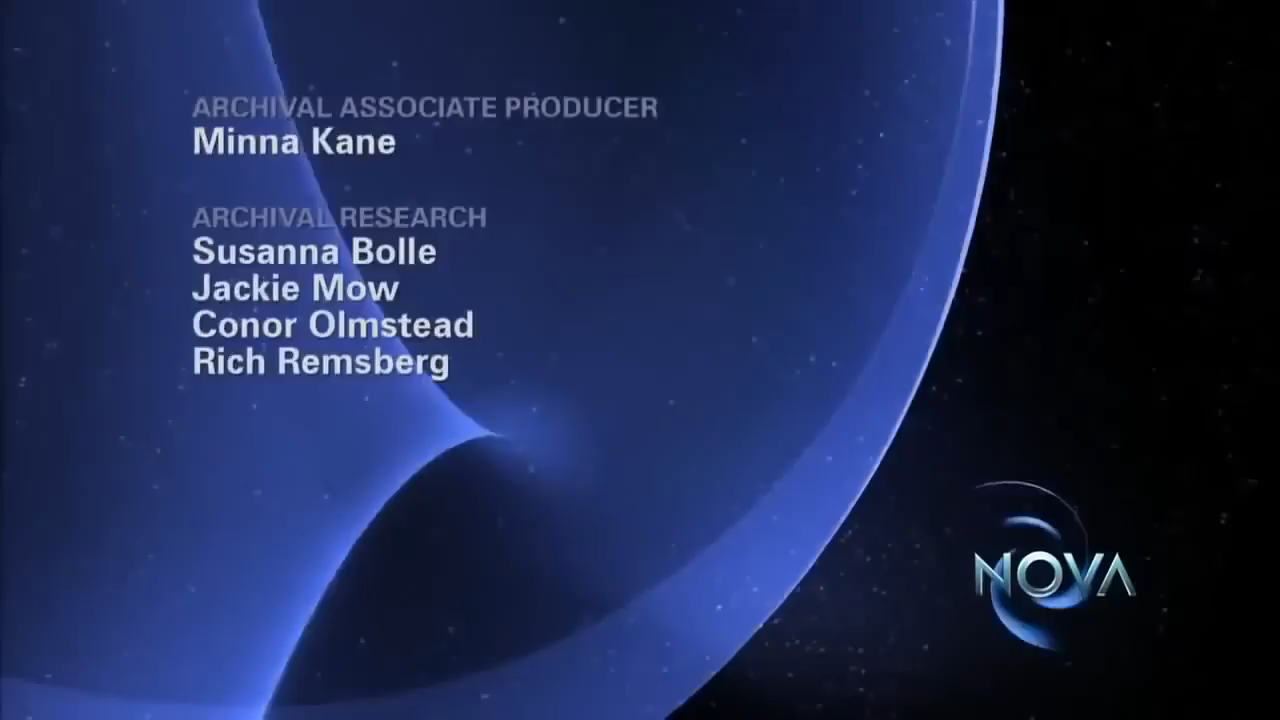 ARCHIVAL ASSOCIATE PRODUCER
Minna Kane
ARCHIVAL RESEARCH
Susanna Bolle
Jackie Mow
Conor Olmstead
Rich Remsberg
NOVA